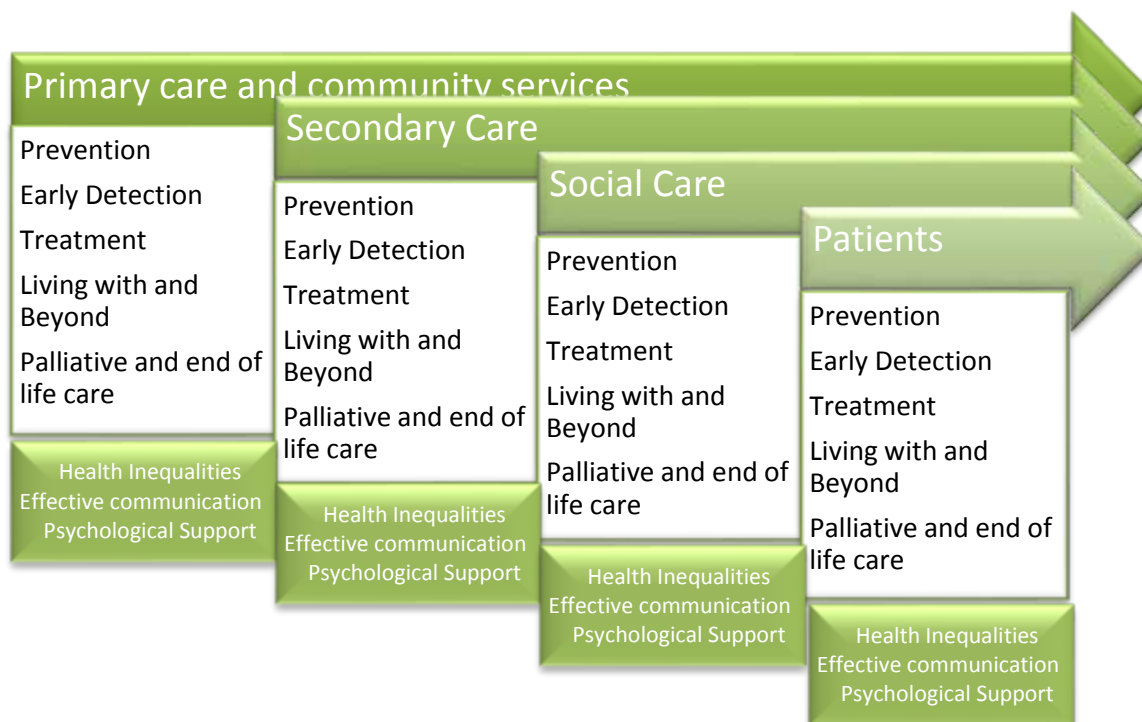 Primary care and community services
Prevention
Early Detection
Treatment
Living with and
Beyond
Palliative and end of
life care
Health Inequalities
Effective communication
Psychological Support
Secondary Care
Prevention
Early Detection
Treatment
Living with and
Beyond
Palliative and end of
life care
Health Inequalities
Effective communication
Psychological Support
Social Care
Prevention
Early Detection
Treatment
Living with and
Beyond
Palliative and end of
life care
Health Inequalities
Effective communication
Psychological Support
Patients
Prevention
Early Detection
Treatment
Living with and
Beyond
Palliative and end of
life care
Health Inequalities
Effective communication
Psychological Support